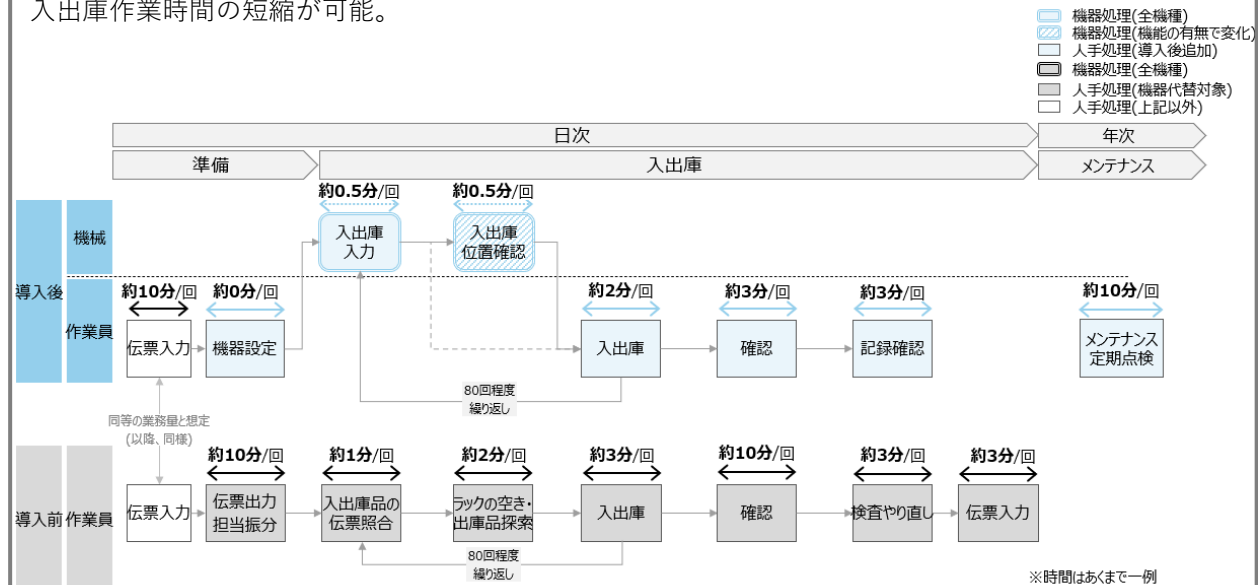 入出庫作業時間の短縮が可能。
機器処理(全機種)
機器処理(機能の有無で変化)
人手処理(導入後追加)
機器処理(全機種)
人手処理(機器代替対象)
人手処理(上記以外)
日次
年次
準備
入出庫
メンテナンス
約0.5分/回
約0.5分/回
機械
入出庫
入力
入出庫
位置確認
導入後
作業員
約10分/回
約0分/回
約2分/回
約3分/回
約3分/回
約10分/回
伝票入力
機器設定
入出庫
確認
記録確認
メンテナンス
定期点検
80回程度
繰り返し
同等の業務量と想定
(以降、同様)
約10分/回
約1分/回
約2分/回
約3分/回
約10分/回
約3分/回
約3分/回
導入前
作業員
伝票入力
伝票出力
担当振分
入出庫品の
伝票照合
ラックの空き・
出庫品探索
入出庫
確認
検査やり直し
伝票入力
80回程度
繰り返し
※時間はあくまで一例